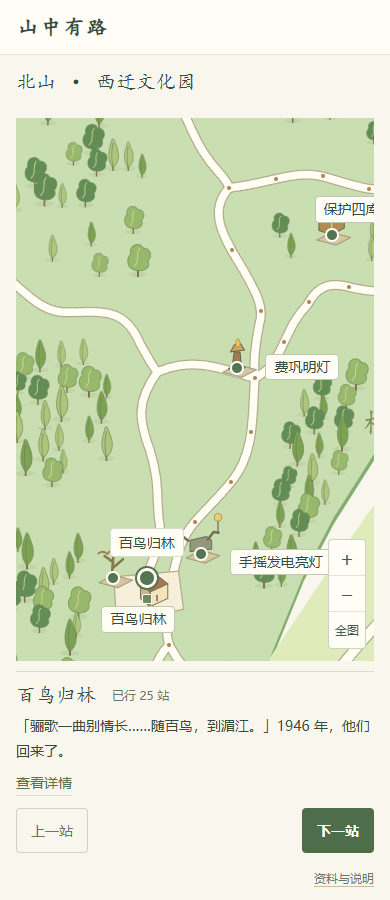 山中有路
北山 • 西迁文化园
保护四库
费巩明灯
百鸟归林
手摇发电亮灯
+
−
全图
百鸟归林
百鸟归林 已行 25 站
「骊歌一曲别情长……随百鸟，到湄江。」1946 年，他们
回来了。
查看详情
上一站
下一站
资料与说明